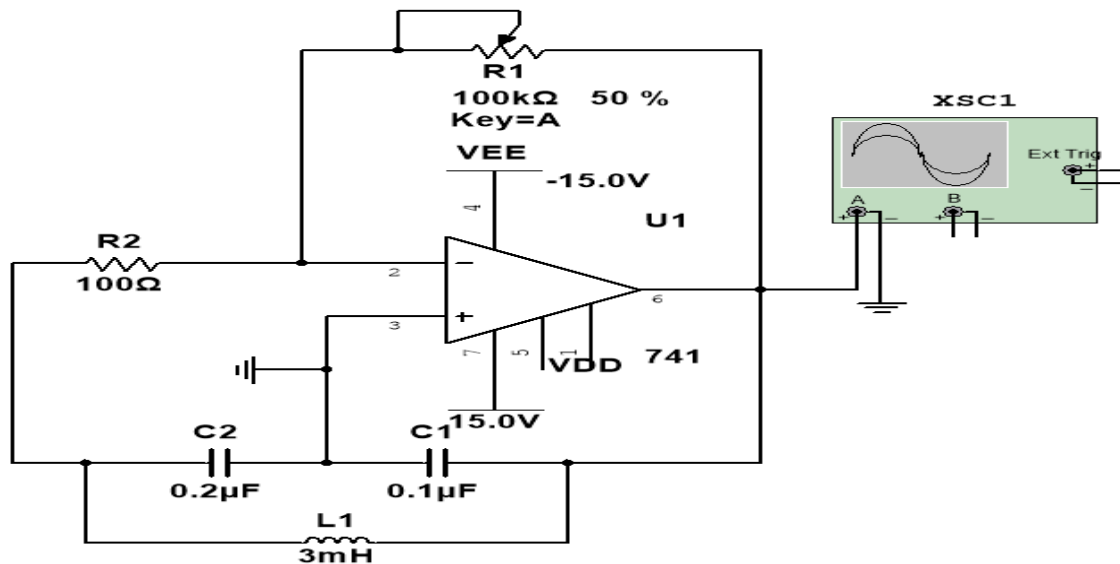 R1
100kΩ 50 %
Key=A
XSC1
VEE
-15.0V
Ext Trig
+
−
A
B
+ −
+ −
4
U1
R2
100Ω
2
−
3
+
6
7
5
1
VDD
741
15.0V
C2
C1
0.2µF
0.1µF
L1
3mH